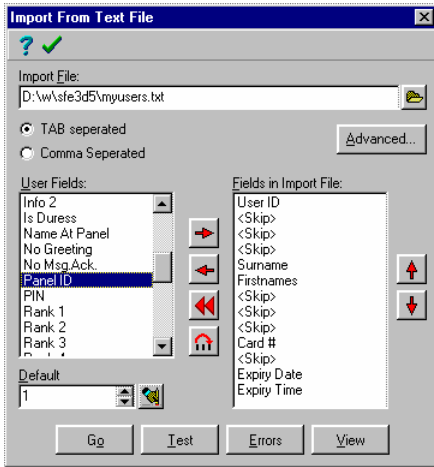 Import From Text File
Import File:
D:\w\sfe3d5\myusers.txt
TAB seperated
Comma Seperated
Advanced...
User Fields:
Info 2
Is Duress
Name At Panel
No Greeting
No Msg.Ack.
Panel ID
PIN
Rank 1
Rank 2
Rank 3
Fields in Import File:
User ID
<Skip>
<Skip>
<Skip>
Surname
Firstnames
<Skip>
<Skip>
<Skip>
Card #
<Skip>
Expiry Date
Expiry Time
Default
1
Go
Test
Errors
View